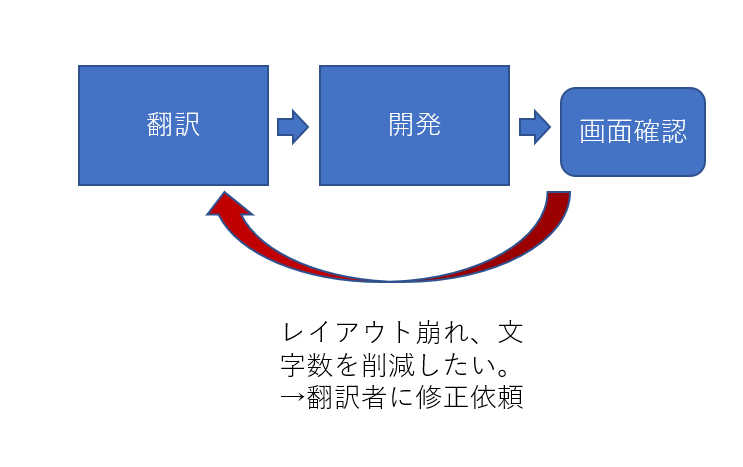 翻訳
開発
画面確認
レイアウト崩れ、文
字数を削減したい。
→翻訳者に修正依頼